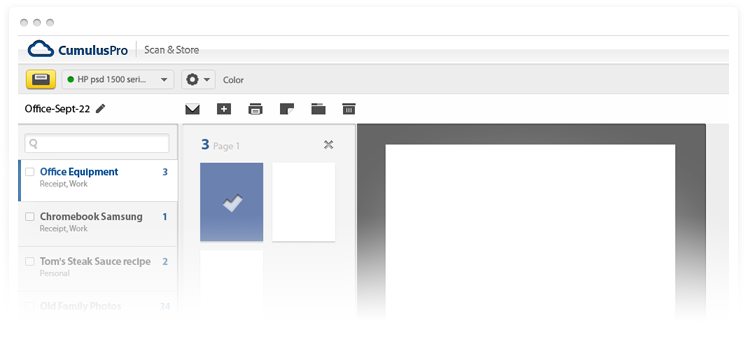 CumulusPro Scan & Store
HP psd 1500 seri... Color
Office-Sept-22
3 Page 1
Office Equipment 3
Receipt, Work
Chromebook Samsung 1
Receipt, Work
Tom's Steak Sauce recipe 2
Personal
Old Family Photos 34